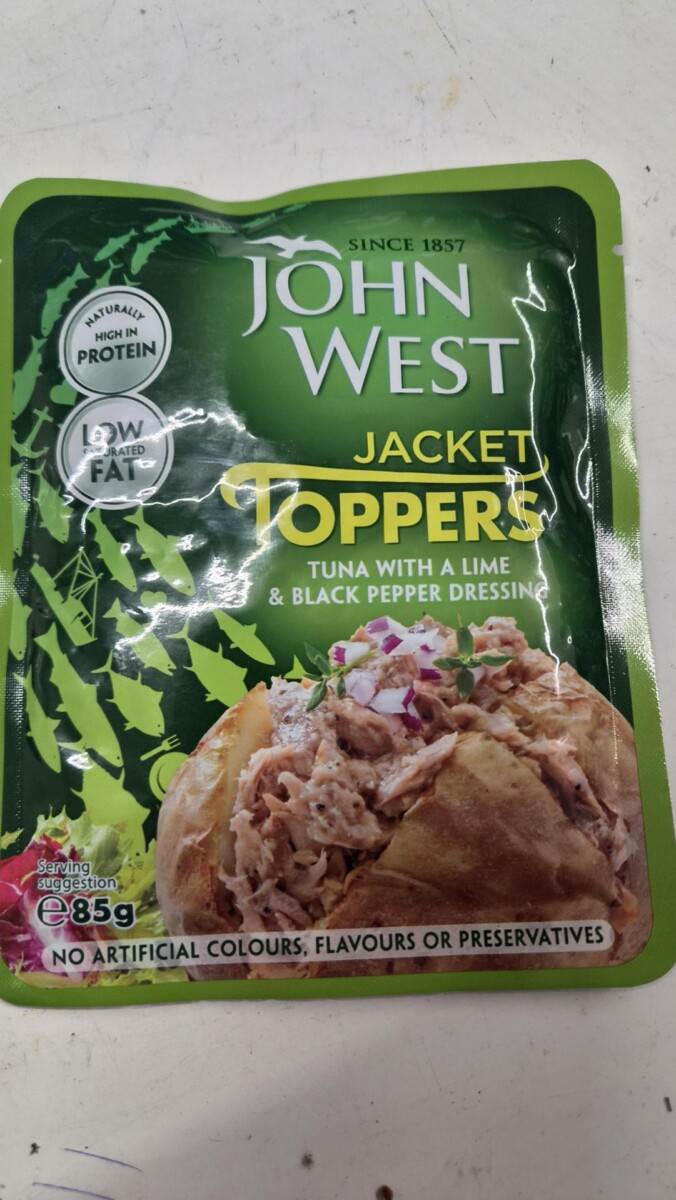 SINCE 1857
JOHN
WEST
NATURALLY
HIGH IN
PROTEIN
LOW
SATURATED
FAT
JACKET
TOPPERS
TUNA WITH A LIME
& BLACK PEPPER DRESSING
Serving
suggestion
℮85g
NO ARTIFICIAL COLOURS, FLAVOURS OR PRESERVATIVES